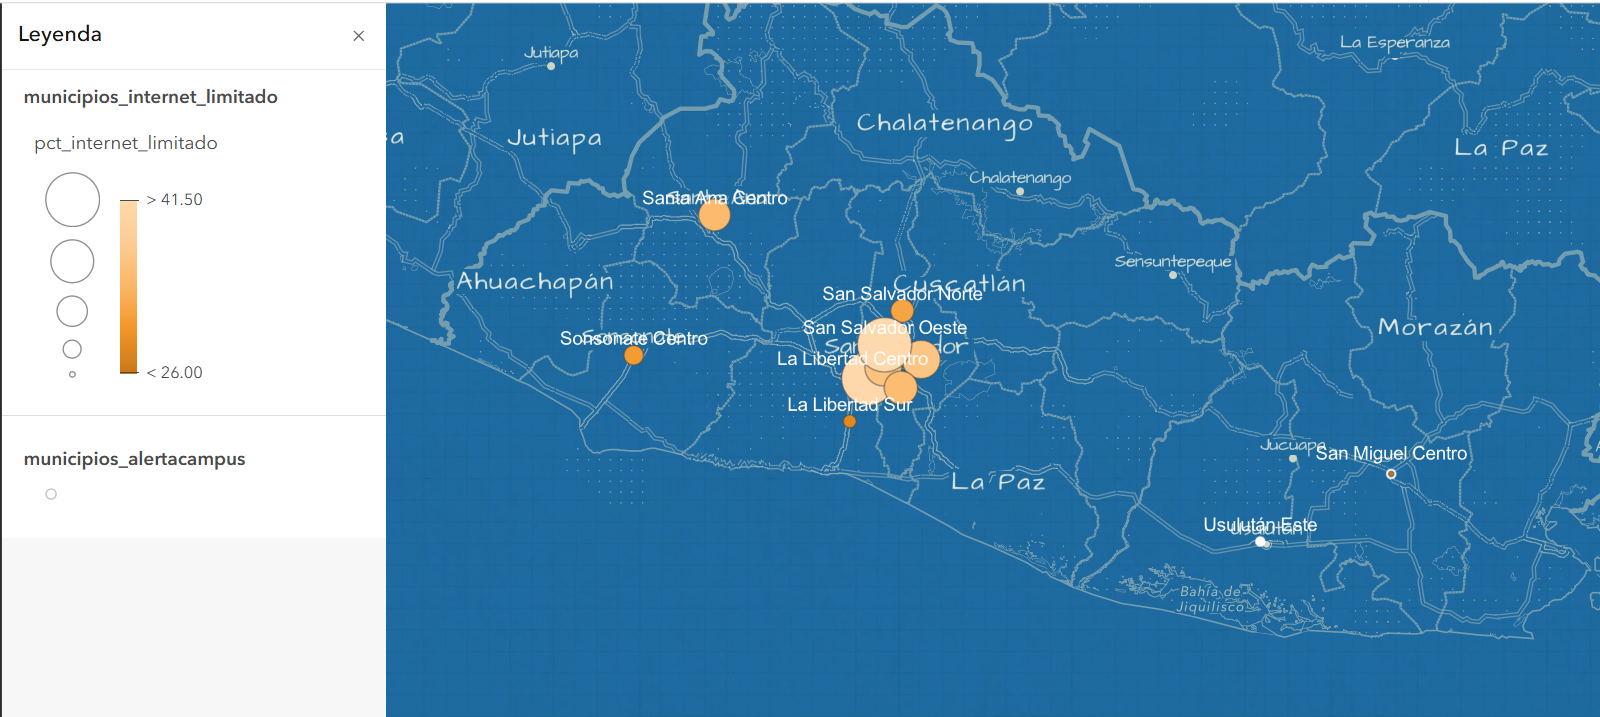 Leyenda
municipios_internet_limitado
pct_internet_limitado
> 41.50
< 26.00
municipios_alertacampus
Jutiapa
La Esperanza
a
Jutiapa
Chalatenango
La Paz
Chalatenango
Santa Ana Centro
Sensuntepeque
Ahuachapán
Cuscatlán
San Salvador Norte
San Salvador Oeste
Morazán
Sonsonate Centro
La Libertad Centro
La Libertad Sur
Jucuapa
San Miguel Centro
La Paz
Usulután Este
Bahía de
Jiquilisco